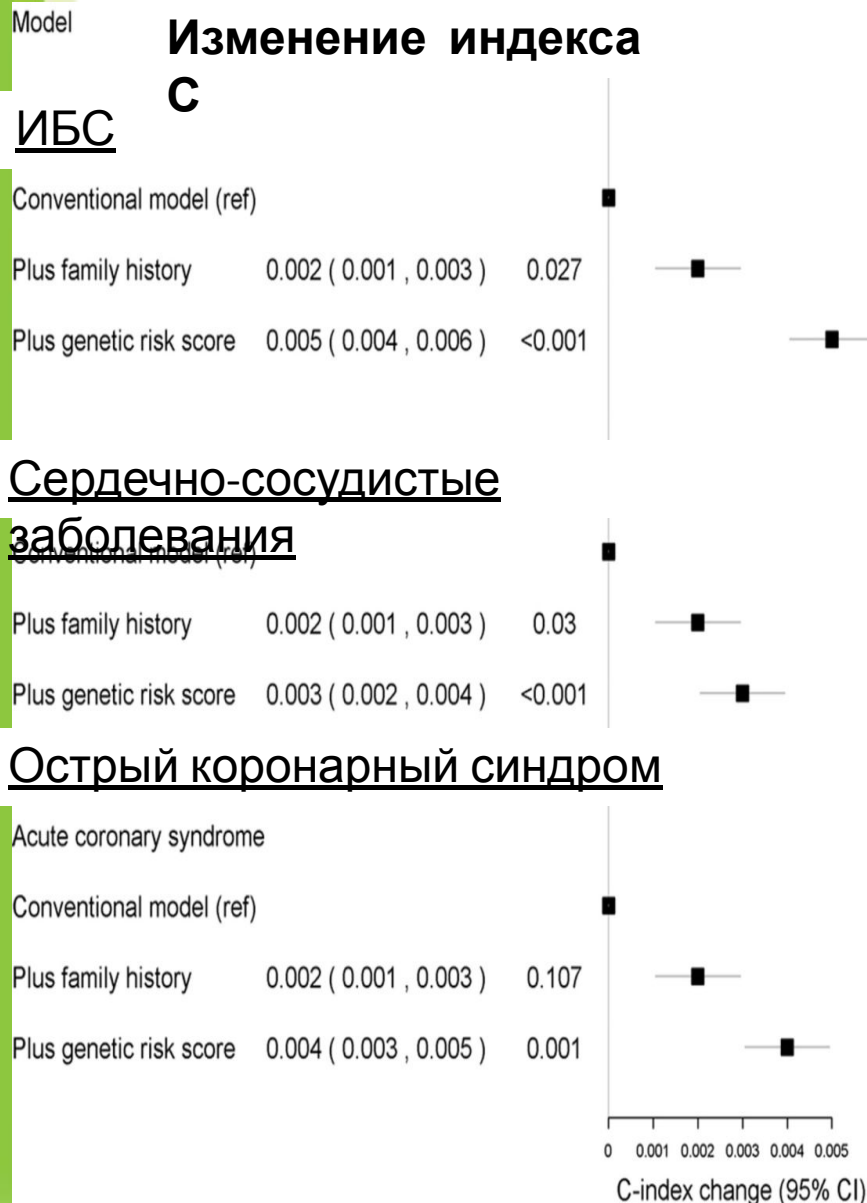 Model
Изменение индекса
С
ИБС
Conventional model (ref)
Plus family history 0.002 ( 0.001 , 0.003 ) 0.027
Plus genetic risk score 0.005 ( 0.004 , 0.006 ) <0.001
Сердечно-сосудистые
заболевания
Conventional model (ref)
Plus family history 0.002 ( 0.001 , 0.003 ) 0.03
Plus genetic risk score 0.003 ( 0.002 , 0.004 ) <0.001
Острый коронарный синдром
Acute coronary syndrome
Conventional model (ref)
Plus family history 0.002 ( 0.001 , 0.003 ) 0.107
Plus genetic risk score 0.004 ( 0.003 , 0.005 ) 0.001
0 0.001 0.002 0.003 0.004 0.005
C-index change (95% CI)